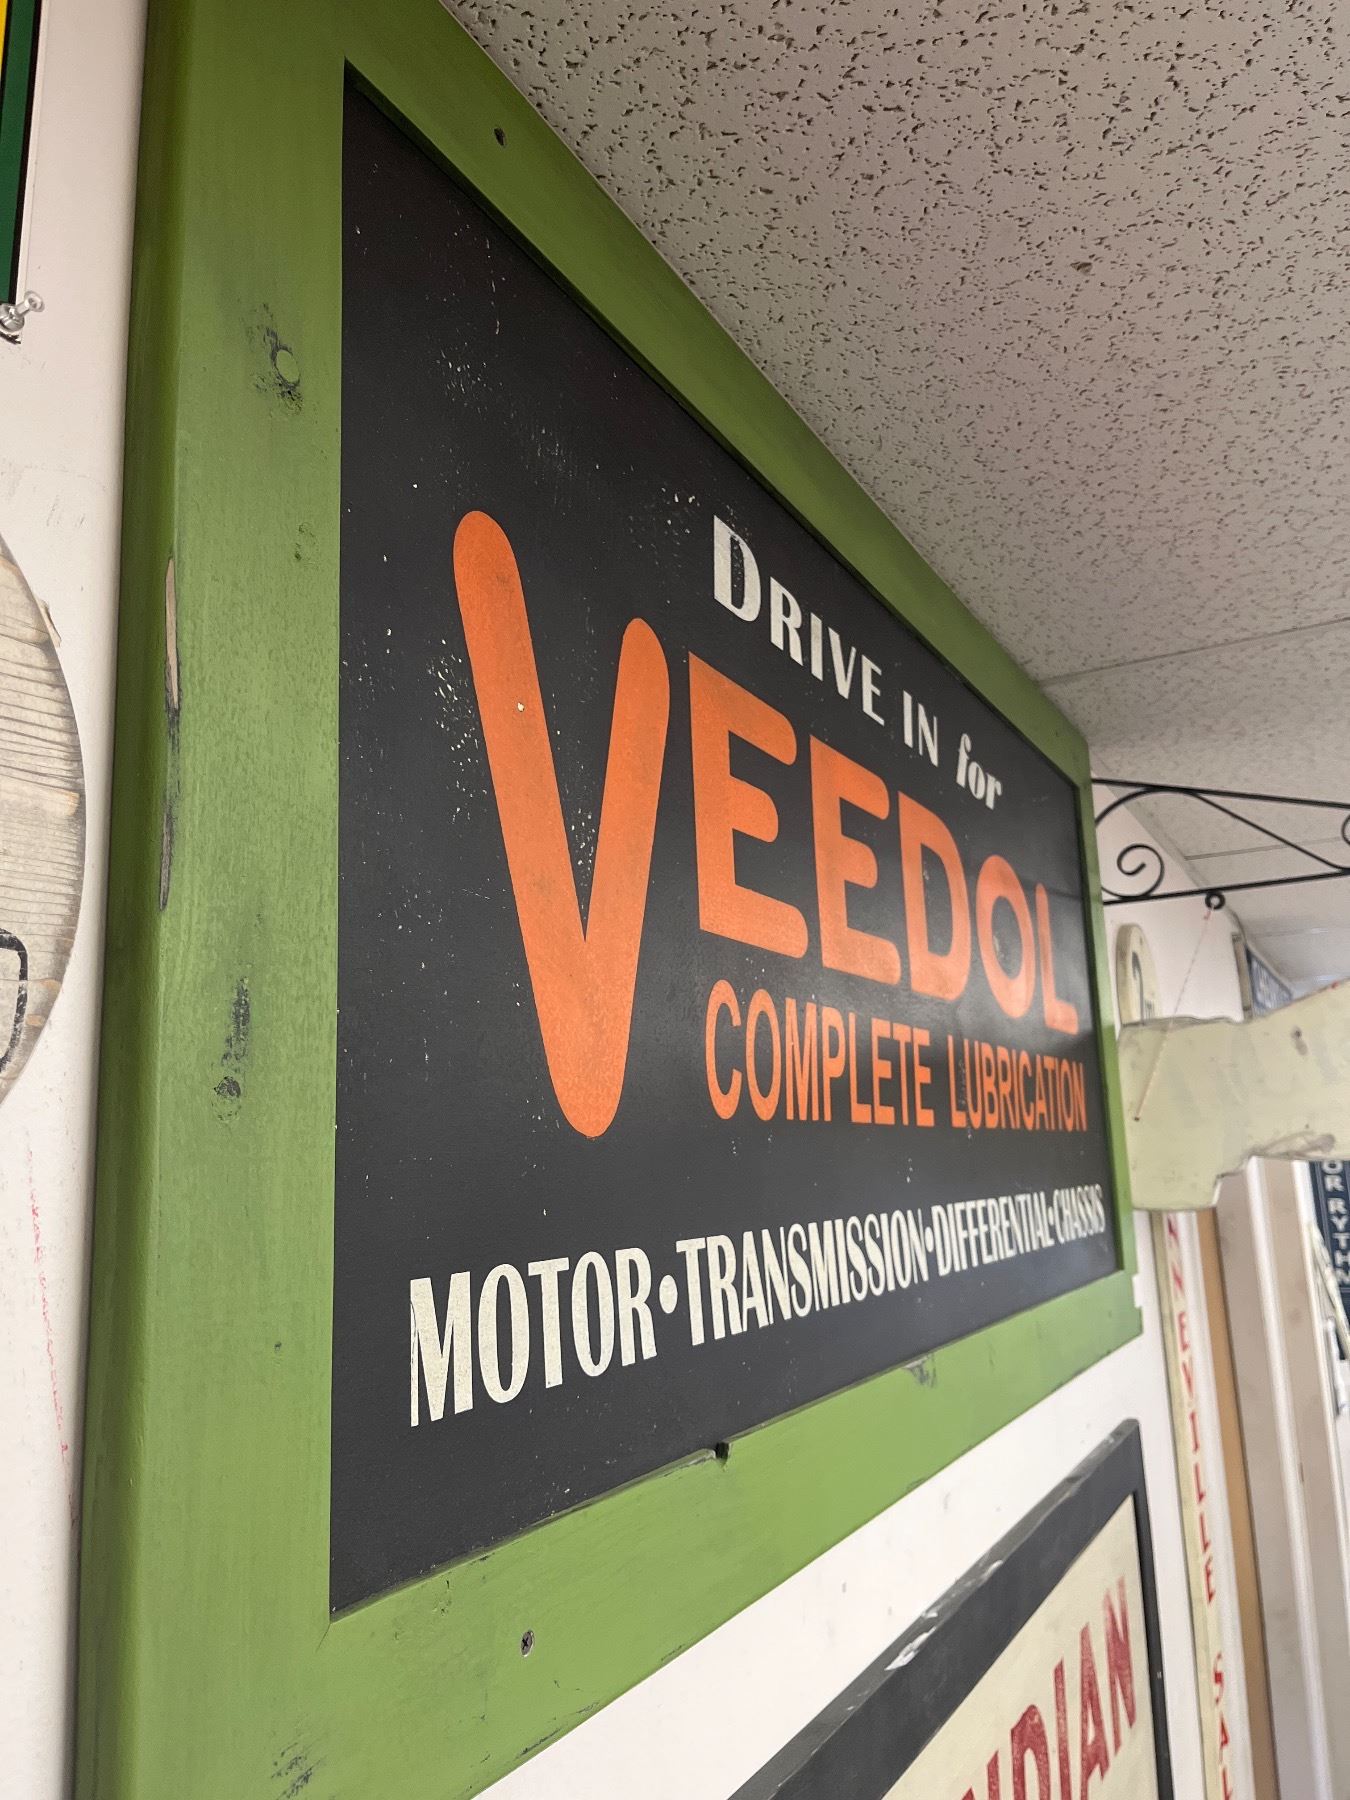 DRIVE IN for
VEEDOL
COMPLETE LUBRICATION
MOTOR•TRANSMISSION•DIFFERENTIAL•CHASSIS